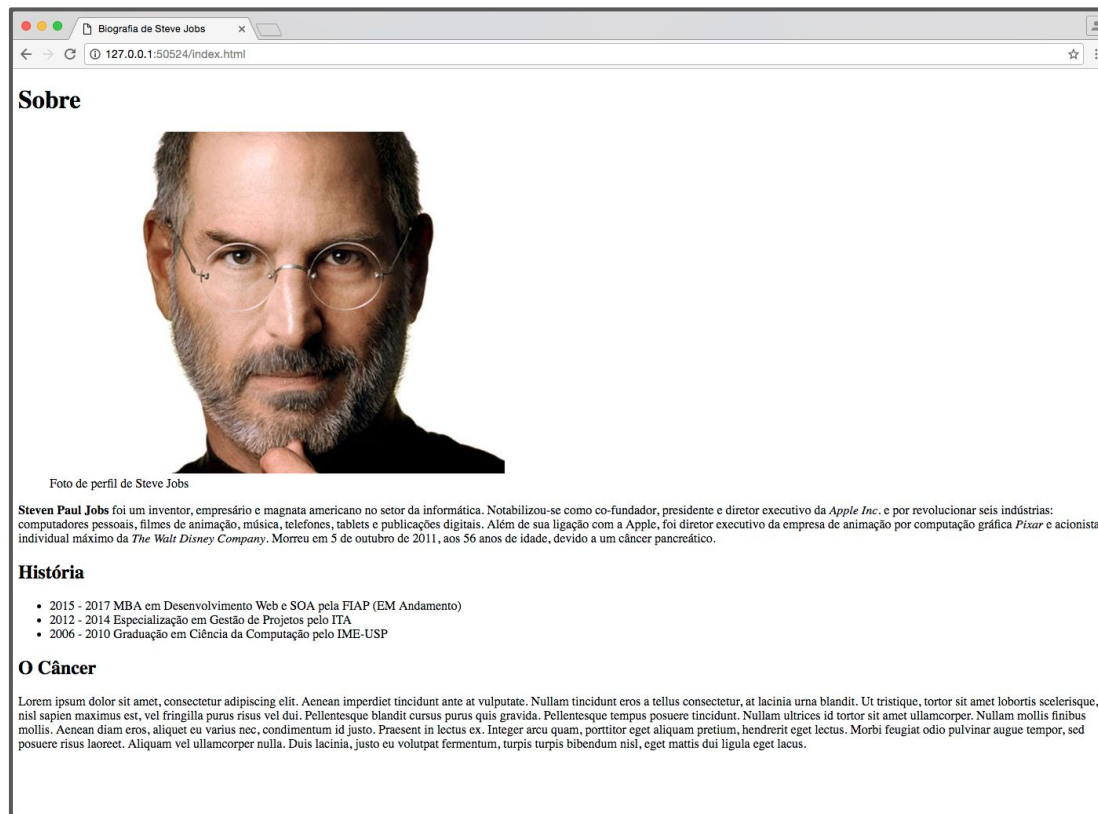 Biografia de Steve Jobs
127.0.0.1:50524/index.html
Sobre
Foto de perfil de Steve Jobs
Steven Paul Jobs foi um inventor, empresário e magnata americano no setor da informática. Notabilizou-se como co-fundador, presidente e diretor executivo da Apple Inc. e por revolucionar seis indústrias:
computadores pessoais, filmes de animação, música, telefones, tablets e publicações digitais. Além de sua ligação com a Apple, foi diretor executivo da empresa de animação por computação gráfica Pixar e acionista
individual máximo da The Walt Disney Company. Morreu em 5 de outubro de 2011, aos 56 anos de idade, devido a um câncer pancreático.
História
• 2015 - 2017 MBA em Desenvolvimento Web e SOA pela FIAP (EM Andamento)
• 2012 - 2014 Especialização em Gestão de Projetos pelo ITA
• 2006 - 2010 Graduação em Ciência da Computação pelo IME-USP
O Câncer
Lorem ipsum dolor sit amet, consectetur adipiscing elit. Aenean imperdiet tincidunt ante at vulputate. Nullam tincidunt eros a tellus consectetur, at lacinia urna blandit. Ut tristique, tortor sit amet lobortis scelerisque,
nisl sapien maximus est, vel fringilla purus risus vel dui. Pellentesque blandit cursus purus quis gravida. Pellentesque tempus posuere tincidunt. Nullam ultrices id tortor sit amet ullamcorper. Nullam mollis finibus
mollis. Aenean diam eros, aliquet eu varius nec, condimentum id justo. Praesent in lectus ex. Integer arcu quam, porttitor eget aliquam pretium, hendrerit eget lectus. Morbi feugiat odio pulvinar augue tempor, sed
posuere risus laoreet. Aliquam vel ullamcorper nulla. Duis lacinia, justo eu volutpat fermentum, turpis turpis bibendum nisl, eget mattis dui ligula eget lacus.